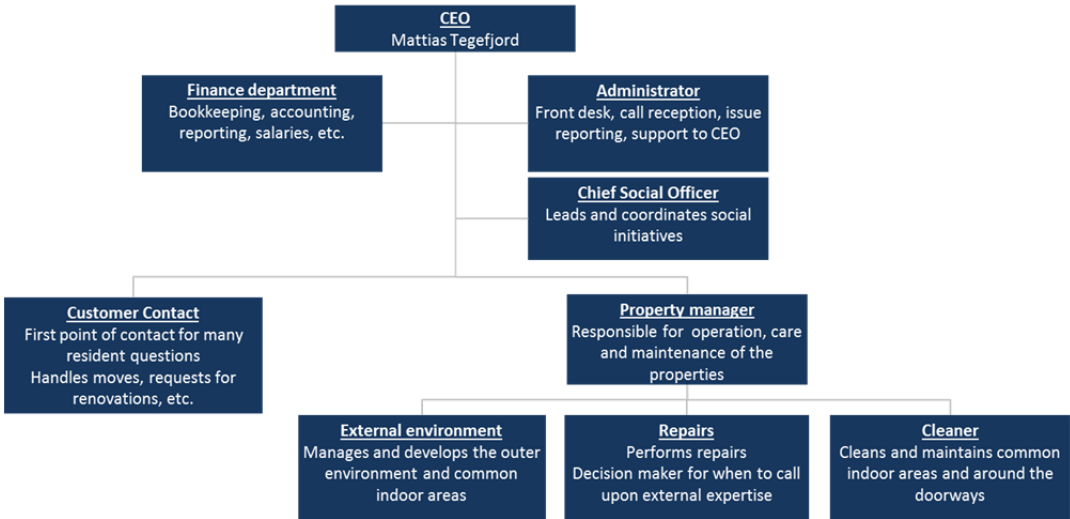 CEO
Mattias Tegefjord
Finance department
Bookkeeping, accounting,
reporting, salaries, etc.
Administrator
Front desk, call reception, issue
reporting, support to CEO
Chief Social Officer
Leads and coordinates social
initiatives
Customer Contact
First point of contact for many
resident questions
Handles moves, requests for
renovations, etc.
Property manager
Responsible for operation, care
and maintenance of the
properties
External environment
Manages and develops the outer
environment and common
indoor areas
Repairs
Performs repairs
Decision maker for when to call
upon external expertise
Cleaner
Cleans and maintains common
indoor areas and around the
doorways